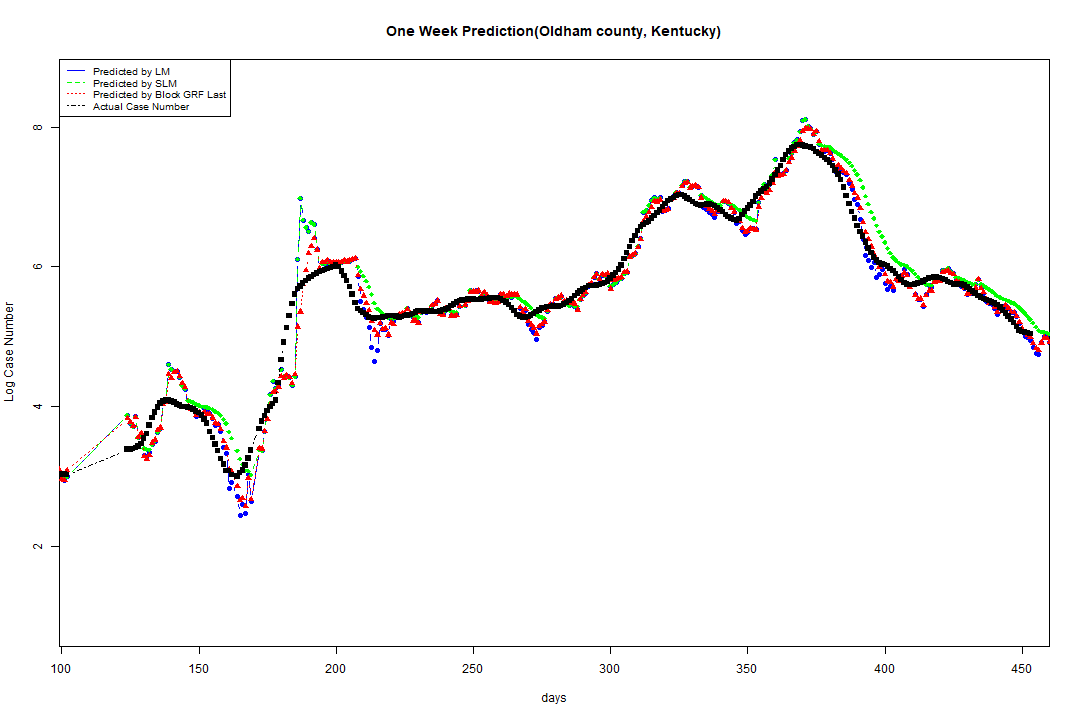 One Week Prediction(Oldham county, Kentucky)
Predicted by LM
Predicted by SLM
Predicted by Block GRF Last
Actual Case Number
8
6
4
2
Log Case Number
100 150 200 250 300 350 400 450
days